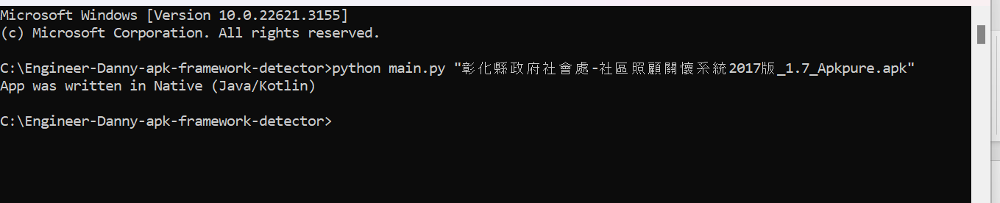 Microsoft Windows [Version 10.0.22621.3155]
(c) Microsoft Corporation. All rights reserved.
C:\Engineer-Danny-apk-framework-detector>python main.py "彰化縣政府社會處-社區照顧關懷系統2017版_1.7_Apkpure.apk"
App was written in Native (Java/Kotlin)
C:\Engineer-Danny-apk-framework-detector>